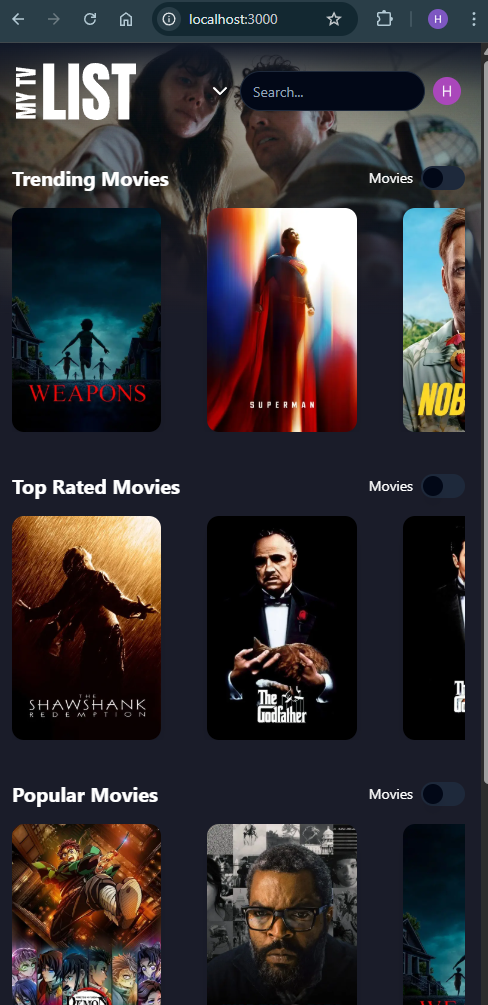 localhost:3000
H
MY TV
LIST
Search...
H
Trending Movies
Movies
WEAPONS
SUPERMAN
NOB
Top Rated Movies
Movies
THE
SHAWSHANK
REDEMPTION
The
Godfather
Popular Movies
Movies
DEMON